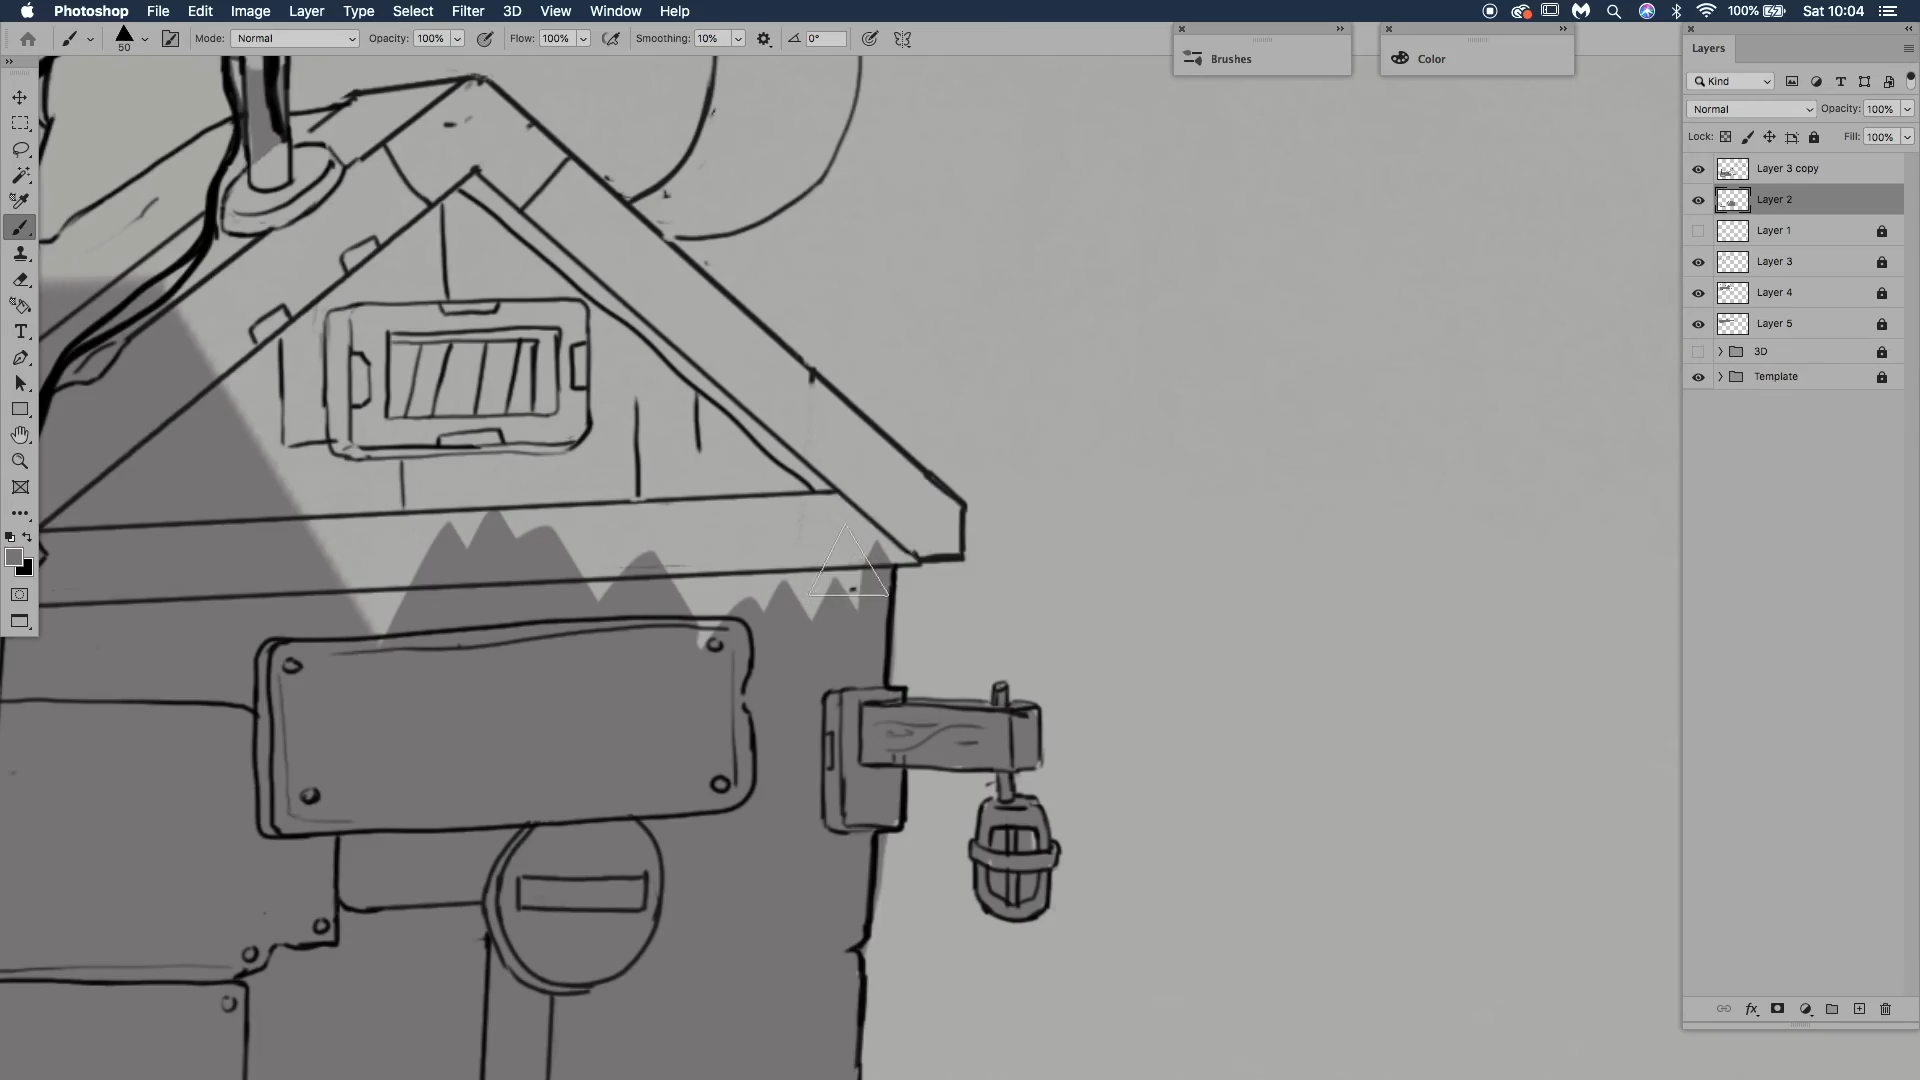 Photoshop File Edit Image Layer Type Select Filter 3D View Window Help 100% Sat 10:04
50 Mode: Normal Opacity: 100% Flow: 100% Smoothing: 10% 0°
Brushes
Color
Layers
Kind
Normal Opacity: 100%
Lock: Fill: 100%
Layer 3 copy
Layer 2
Layer 1
Layer 3
Layer 4
Layer 5
3D
Template